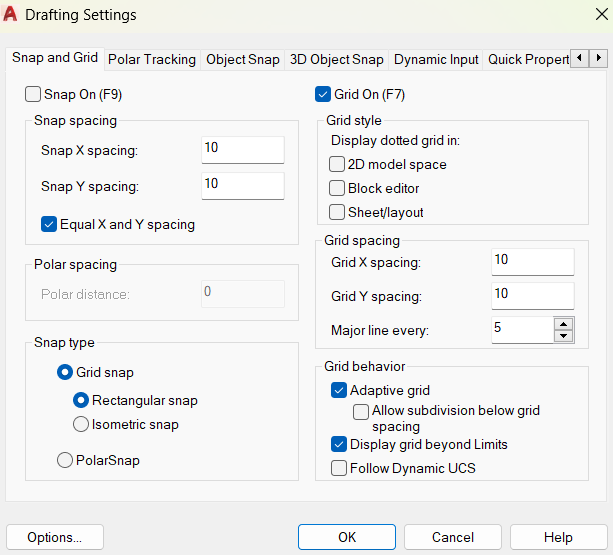 Drafting Settings
Snap and Grid
Polar Tracking
Object Snap
3D Object Snap
Dynamic Input
Quick Propert
Snap On (F9)
Snap spacing
Snap X spacing:
10
Snap Y spacing:
10
Equal X and Y spacing
Polar spacing
Polar distance:
0
Snap type
Grid snap
Rectangular snap
Isometric snap
PolarSnap
Grid On (F7)
Grid style
Display dotted grid in:
2D model space
Block editor
Sheet/layout
Grid spacing
Grid X spacing:
10
Grid Y spacing:
10
Major line every:
5
Grid behavior
Adaptive grid
Allow subdivision below grid
spacing
Display grid beyond Limits
Follow Dynamic UCS
Options...
OK
Cancel
Help